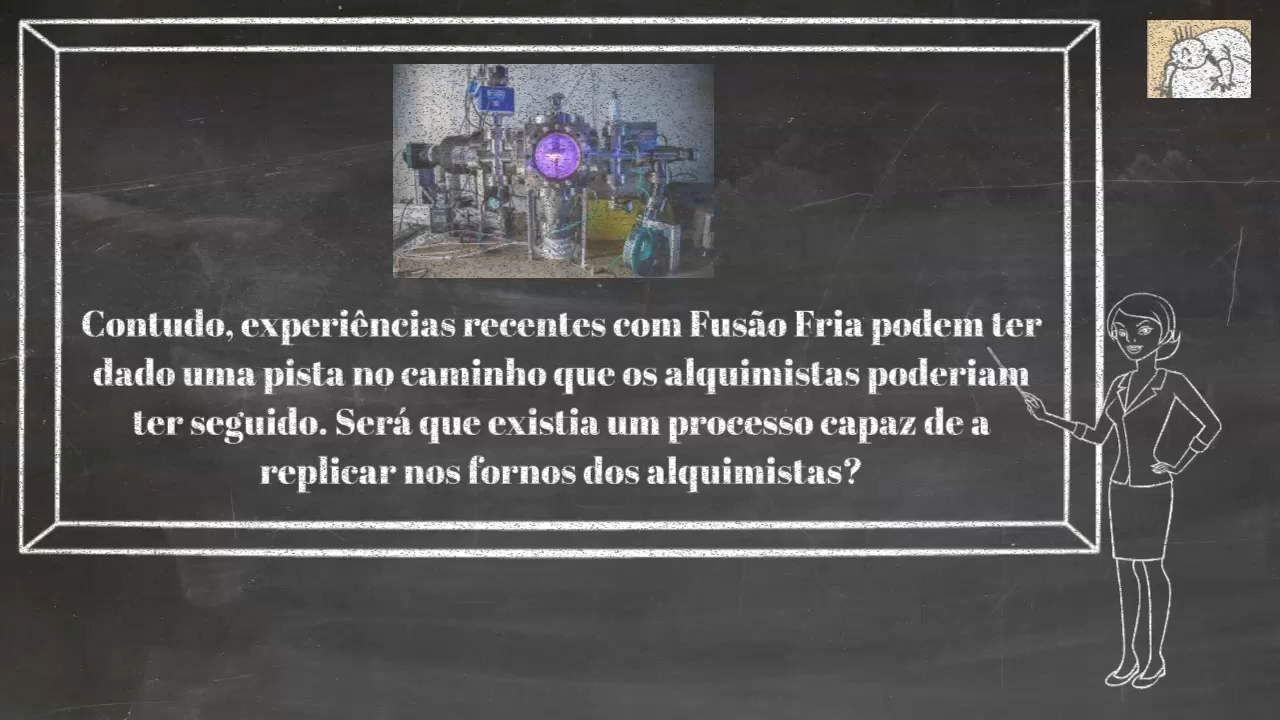 Contudo, experiências recentes com Fusão Fria podem ter
dado uma pista no caminho que os alquimistas poderiam
ter seguido. Será que existia um processo capaz de a
replicar nos fornos dos alquimistas?